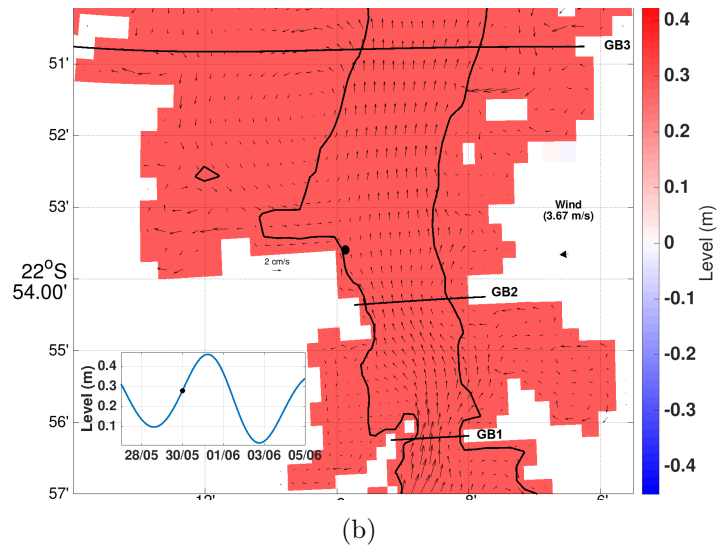 GB3
51'
52'
53'
22°S
54.00'
55'
56'
57'
Wind
(3.67 m/s)
2 cm/s
GB2
GB1
Level (m)
0.4
0.3
0.2
0.1
28/05 30/05 01/06 03/06 05/06
8' 6'
0.4
0.3
0.2
0.1
0
-0.1
-0.2
-0.3
-0.4
Level (m)
(b)